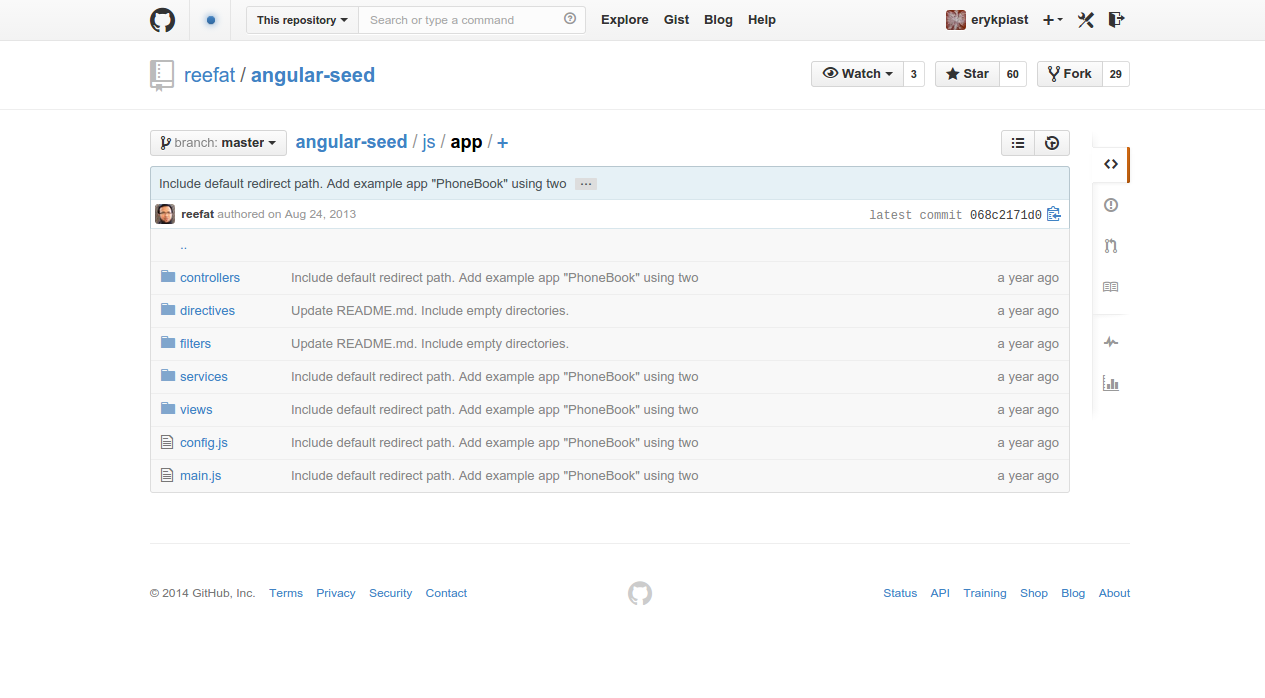 This repository Search or type a command Explore Gist Blog Help erykplast
reefat / angular-seed Watch 3 Star 60 Fork 29
branch: master angular-seed / js / app / +
Include default redirect path. Add example app "PhoneBook" using two …
reefat authored on Aug 24, 2013 latest commit 068c2171d0
..
controllers Include default redirect path. Add example app "PhoneBook" using two a year ago
directives Update README.md. Include empty directories. a year ago
filters Update README.md. Include empty directories. a year ago
services Include default redirect path. Add example app "PhoneBook" using two a year ago
views Include default redirect path. Add example app "PhoneBook" using two a year ago
config.js Include default redirect path. Add example app "PhoneBook" using two a year ago
main.js Include default redirect path. Add example app "PhoneBook" using two a year ago
© 2014 GitHub, Inc. Terms Privacy Security Contact Status API Training Shop Blog About